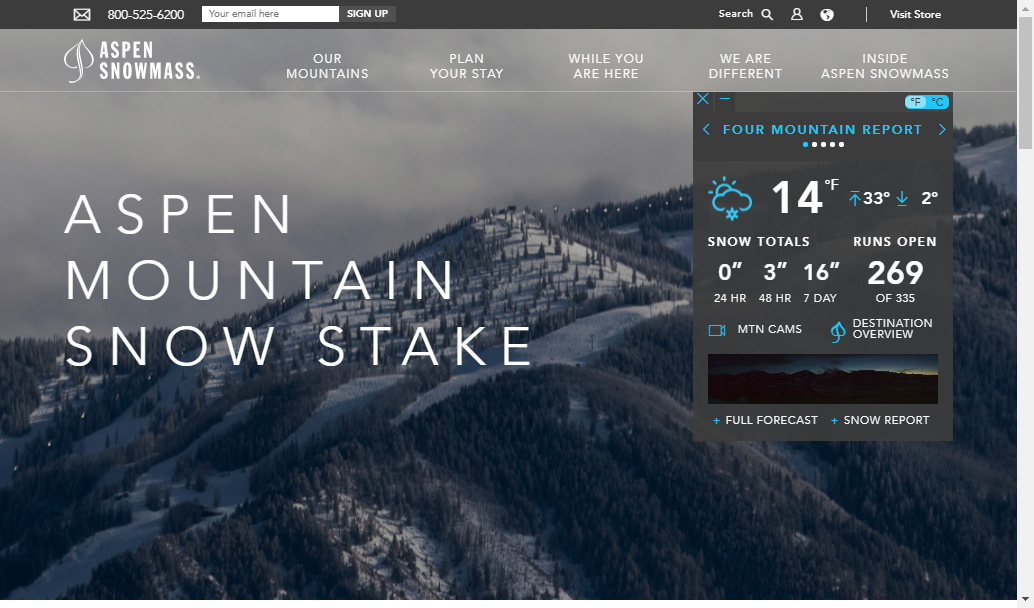 800-525-6200
Your email here
SIGN UP
Search
Visit Store
ASPEN
SNOWMASS.
OUR
MOUNTAINS
PLAN
YOUR STAY
WHILE YOU
ARE HERE
WE ARE
DIFFERENT
INSIDE
ASPEN SNOWMASS
°F °C
FOUR MOUNTAIN REPORT
14°F 33° 2°
SNOW TOTALS
0” 3” 16”
24 HR 48 HR 7 DAY
RUNS OPEN
269
OF 335
MTN CAMS
DESTINATION
OVERVIEW
+ FULL FORECAST + SNOW REPORT
ASPEN
MOUNTAIN
SNOW STAKE